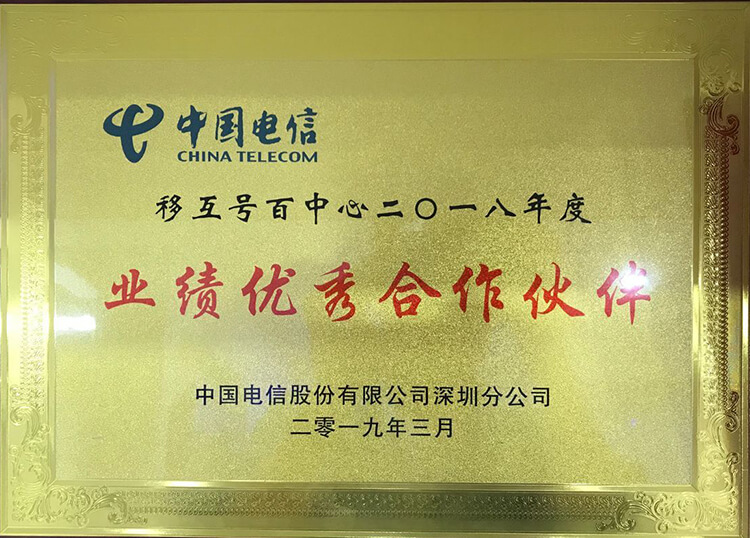 中国电信
CHINA TELECOM
移互号百中心二〇一八年度
业绩优秀合作伙伴
中国电信股份有限公司深圳分公司
二零一九年三月